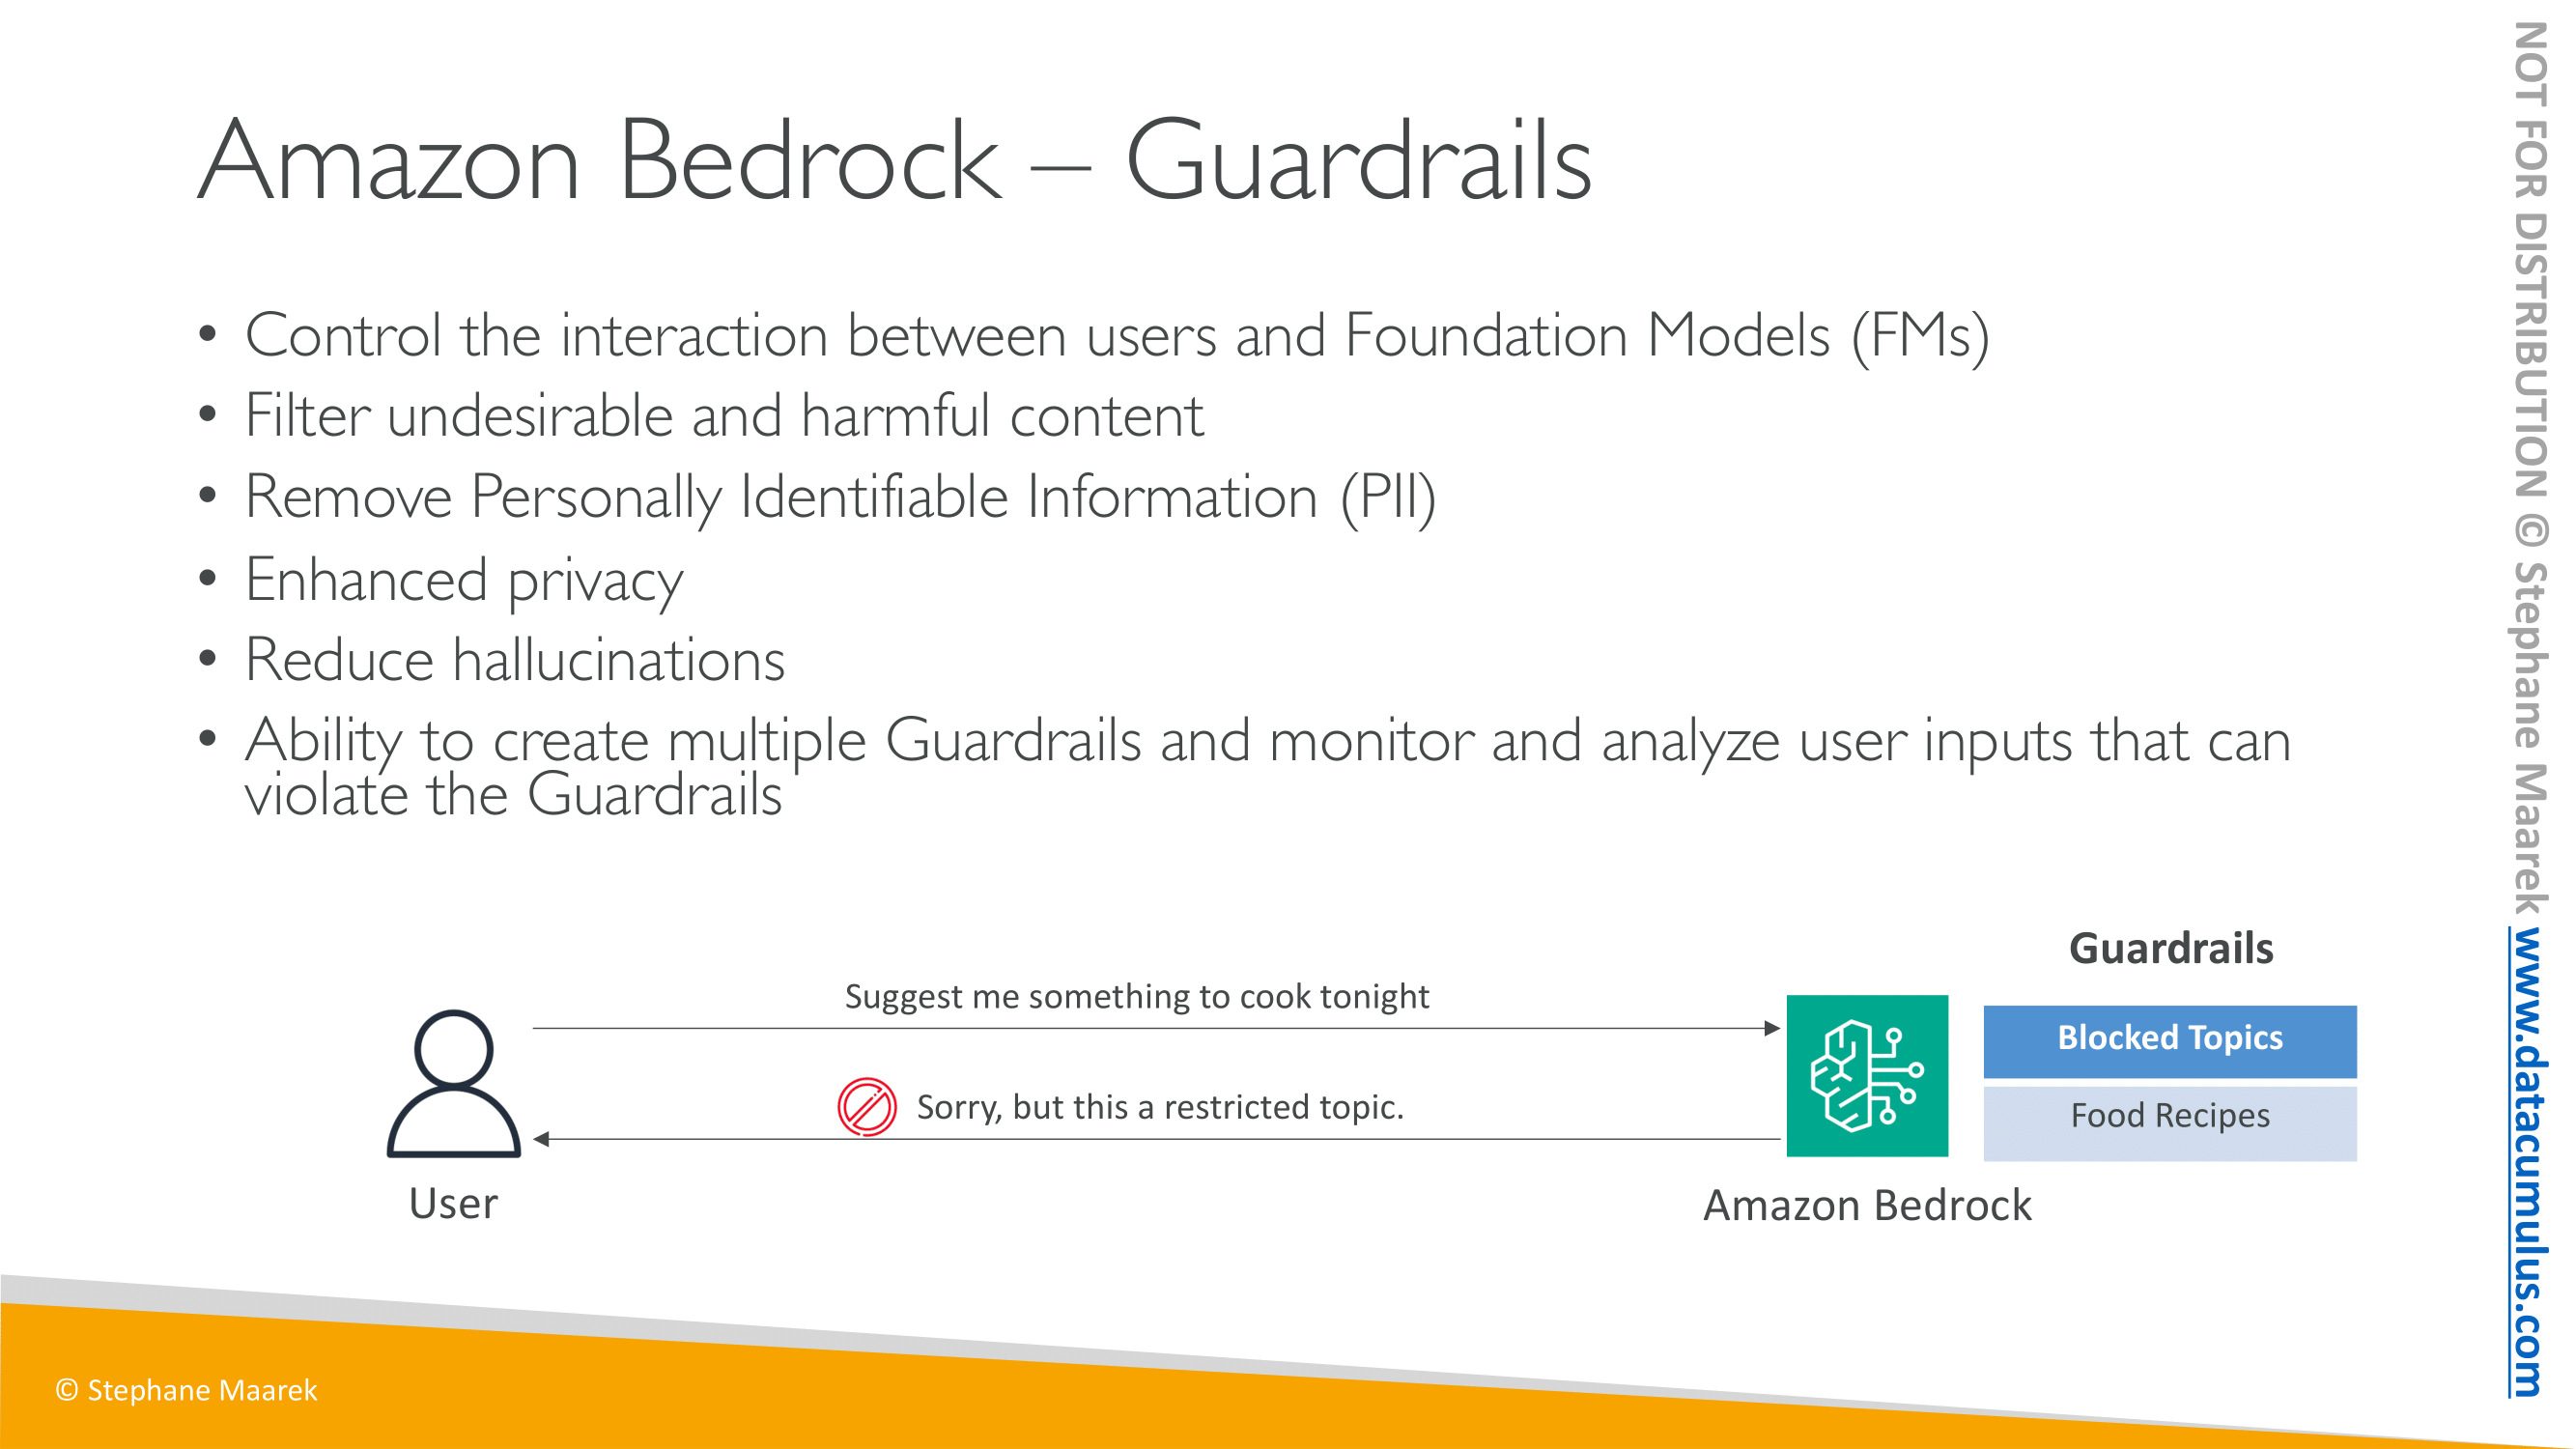 Amazon Bedrock – Guardrails
• Control the interaction between users and Foundation Models (FMs)
• Filter undesirable and harmful content
• Remove Personally Identifiable Information (PII)
• Enhanced privacy
• Reduce hallucinations
• Ability to create multiple Guardrails and monitor and analyze user inputs that can
violate the Guardrails
Guardrails
Suggest me something to cook tonight
Blocked Topics
Sorry, but this a restricted topic.
Food Recipes
User
Amazon Bedrock
© Stephane Maarek
NOT FOR DISTRIBUTION © Stephane Maarek www.datacumulus.com